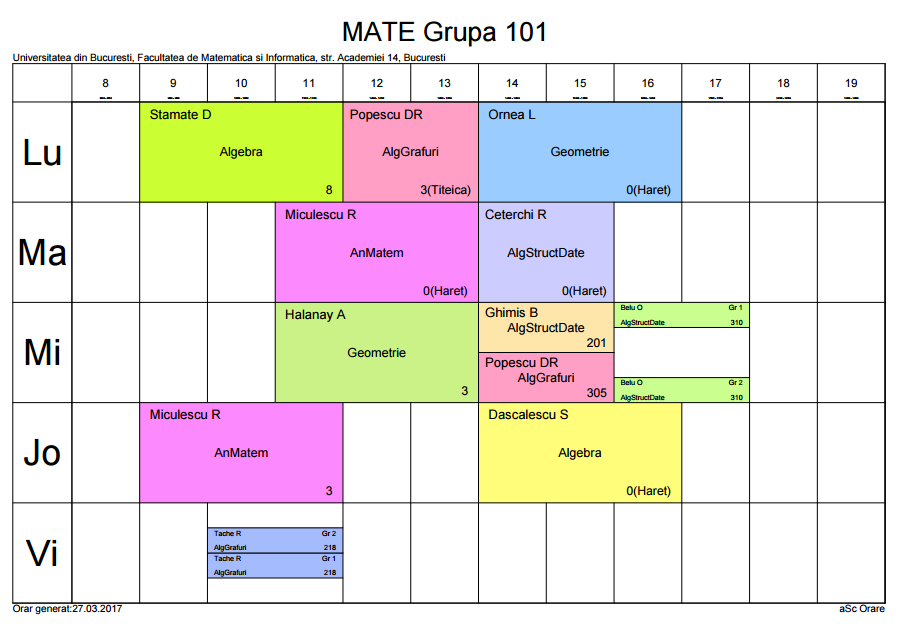 MATE Grupa 101
Universitatea din Bucuresti, Facultatea de Matematica si Informatica, str. Academiei 14, Bucuresti
8 9 10 11 12 13 14 15 16 17 18 19
Lu
Stamate D
Algebra
8
Popescu DR
AlgGrafuri
3(Titeica)
Ornea L
Geometrie
0(Haret)
Ma
Miculescu R
AnMatem
0(Haret)
Ceterchi R
AlgStructDate
0(Haret)
Mi
Halanay A
Geometrie
3
Ghimis B
AlgStructDate
201
Popescu DR
AlgGrafuri
305
Belu O Gr 1
AlgStructDate 310
Belu O Gr 2
AlgStructDate 310
Jo
Miculescu R
AnMatem
3
Dascalescu S
Algebra
0(Haret)
Vi
Tache R Gr 2
AlgGrafuri 218
Tache R Gr 1
AlgGrafuri 218
Orar generat:27.03.2017 aSc Orare